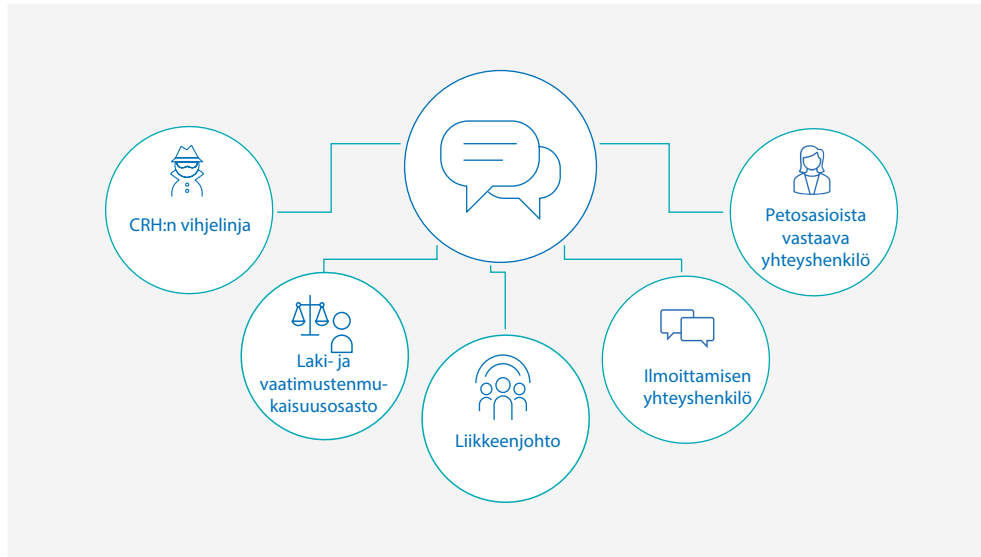 CRH:n vihjelinja
Laki- ja
vaatimustenmu-
kaisuusosasto
Liikkeenjohto
Ilmoittamisen
yhteyshenkilö
Petosasioista
vastaava
yhteyshenkilö